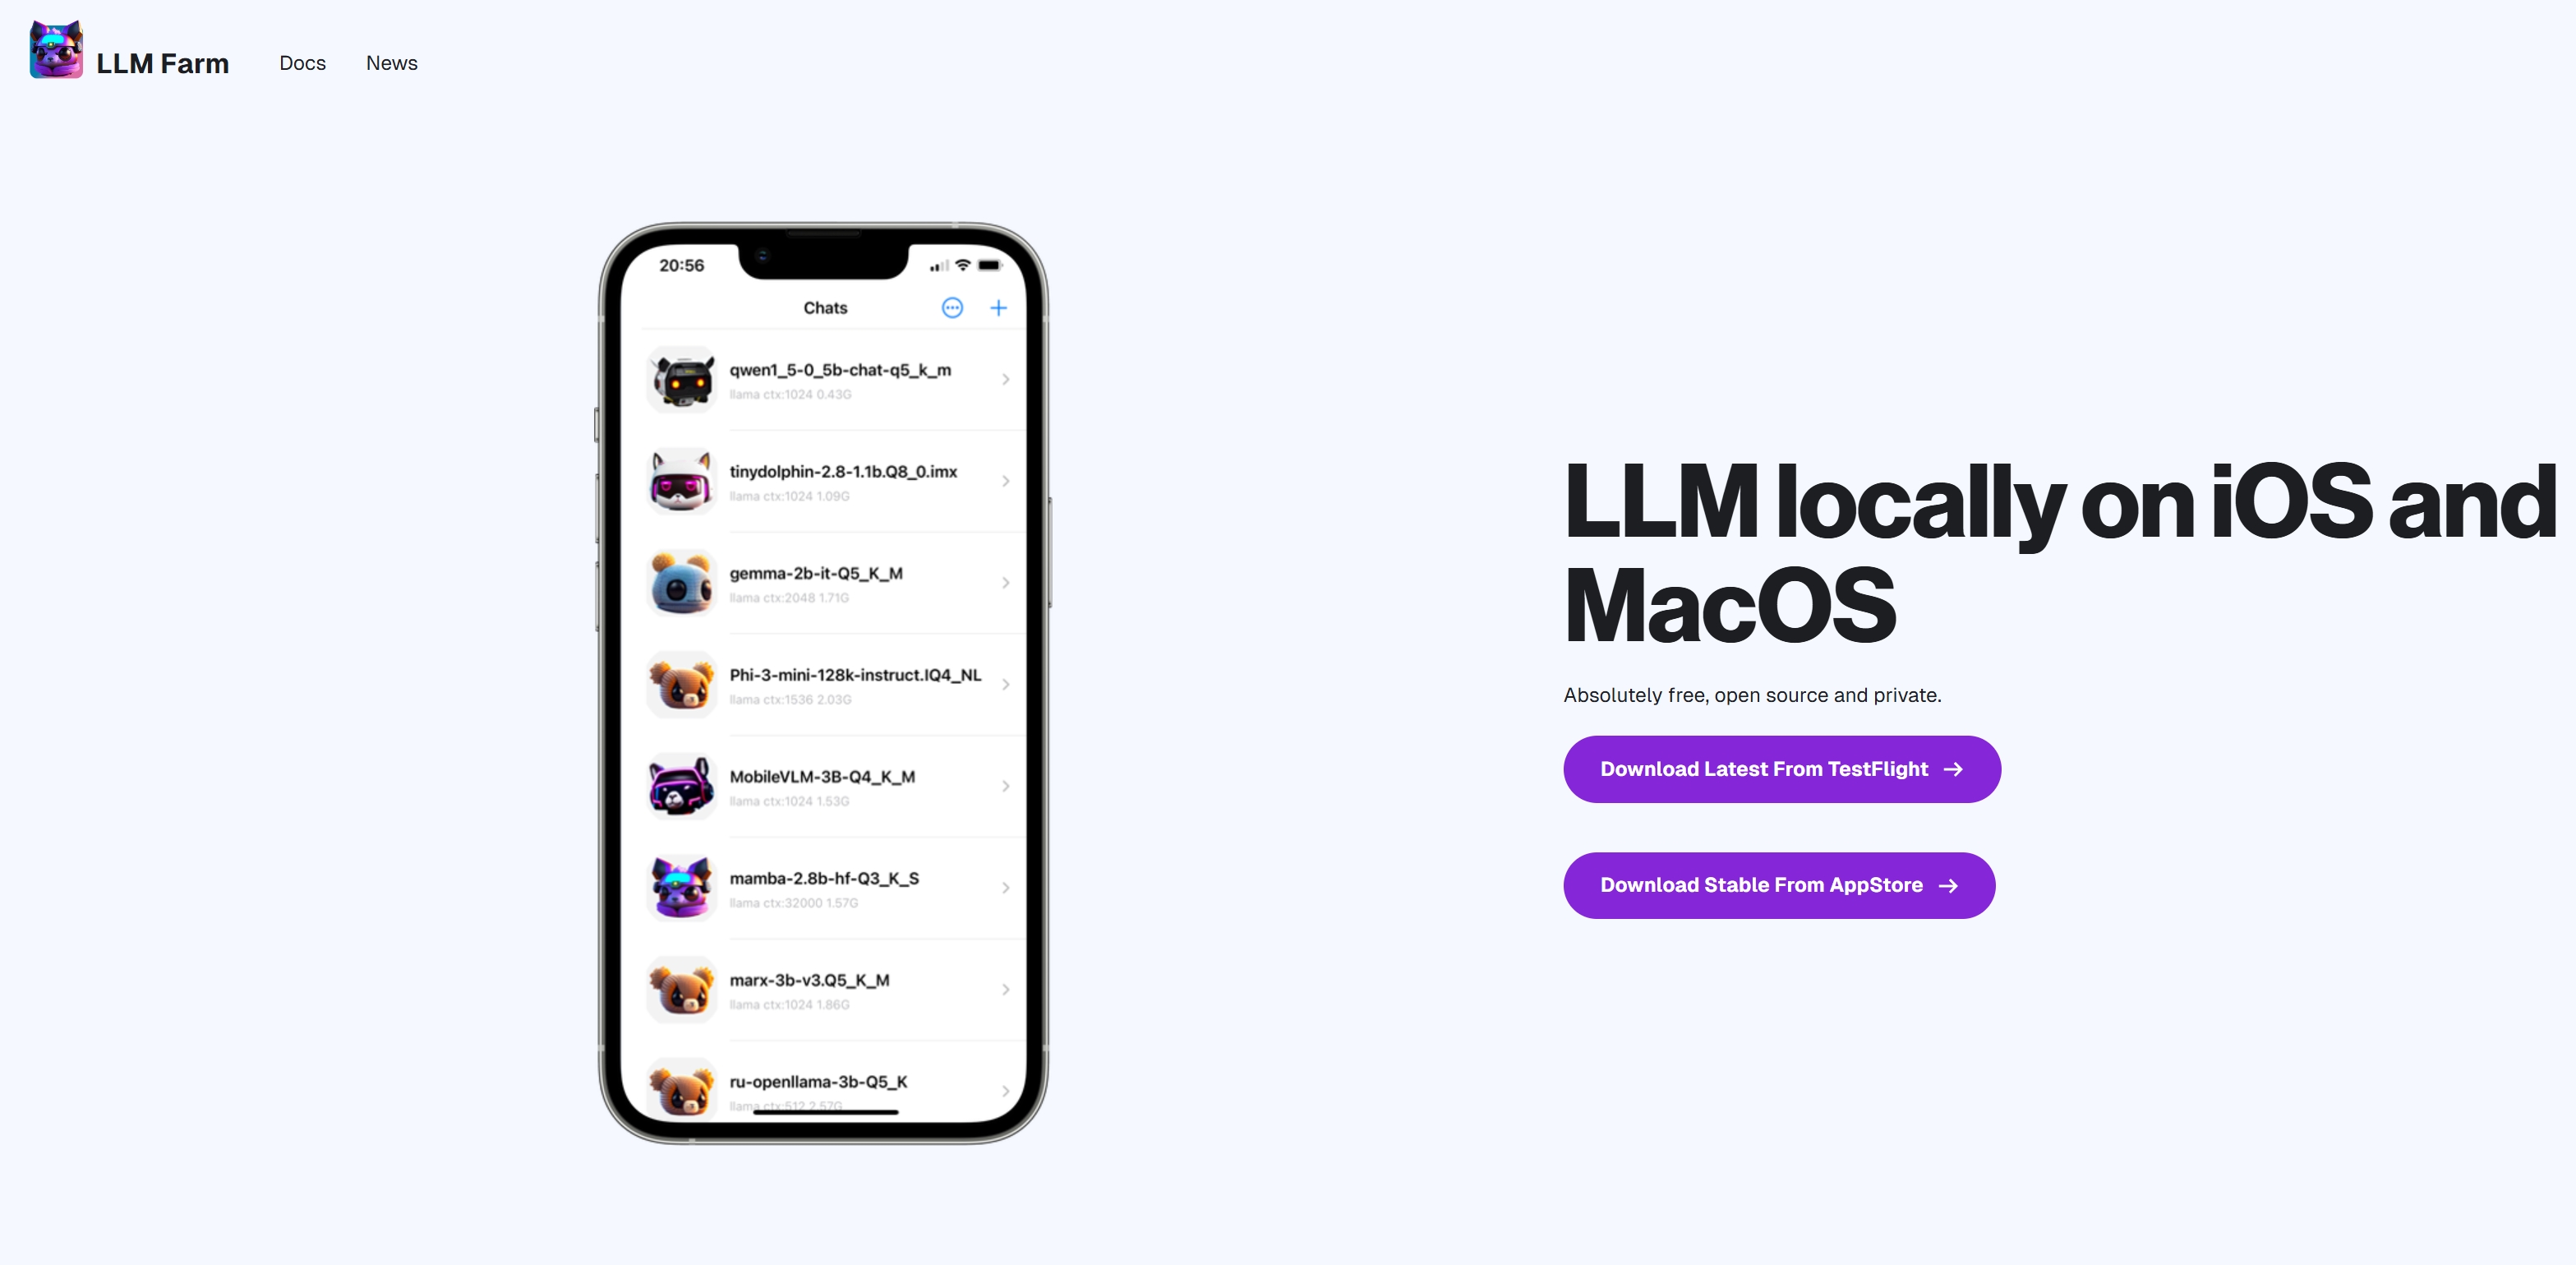 LLM Farm
Docs
News
20:56
Chats
qwen1_5-0_5b-chat-q5_k_m
llama ctx:1024 0.43G
tinydolphin-2.8-1.1b.Q8_0.imx
llama ctx:1024 1.09G
gemma-2b-it-Q5_K_M
llama ctx:2048 1.71G
Phi-3-mini-128k-instruct.IQ4_NL
llama ctx:1536 2.03G
MobileVLM-3B-Q4_K_M
llama ctx:1024 1.53G
mamba-2.8b-hf-Q3_K_S
llama ctx:32000 1.57G
marx-3b-v3.Q5_K_M
llama ctx:1024 1.86G
ru-openllama-3b-Q5_K
llama ctx:512 2.57G
LLM locally on iOS and
MacOS
Absolutely free, open source and private.
Download Latest From TestFlight →
Download Stable From AppStore →